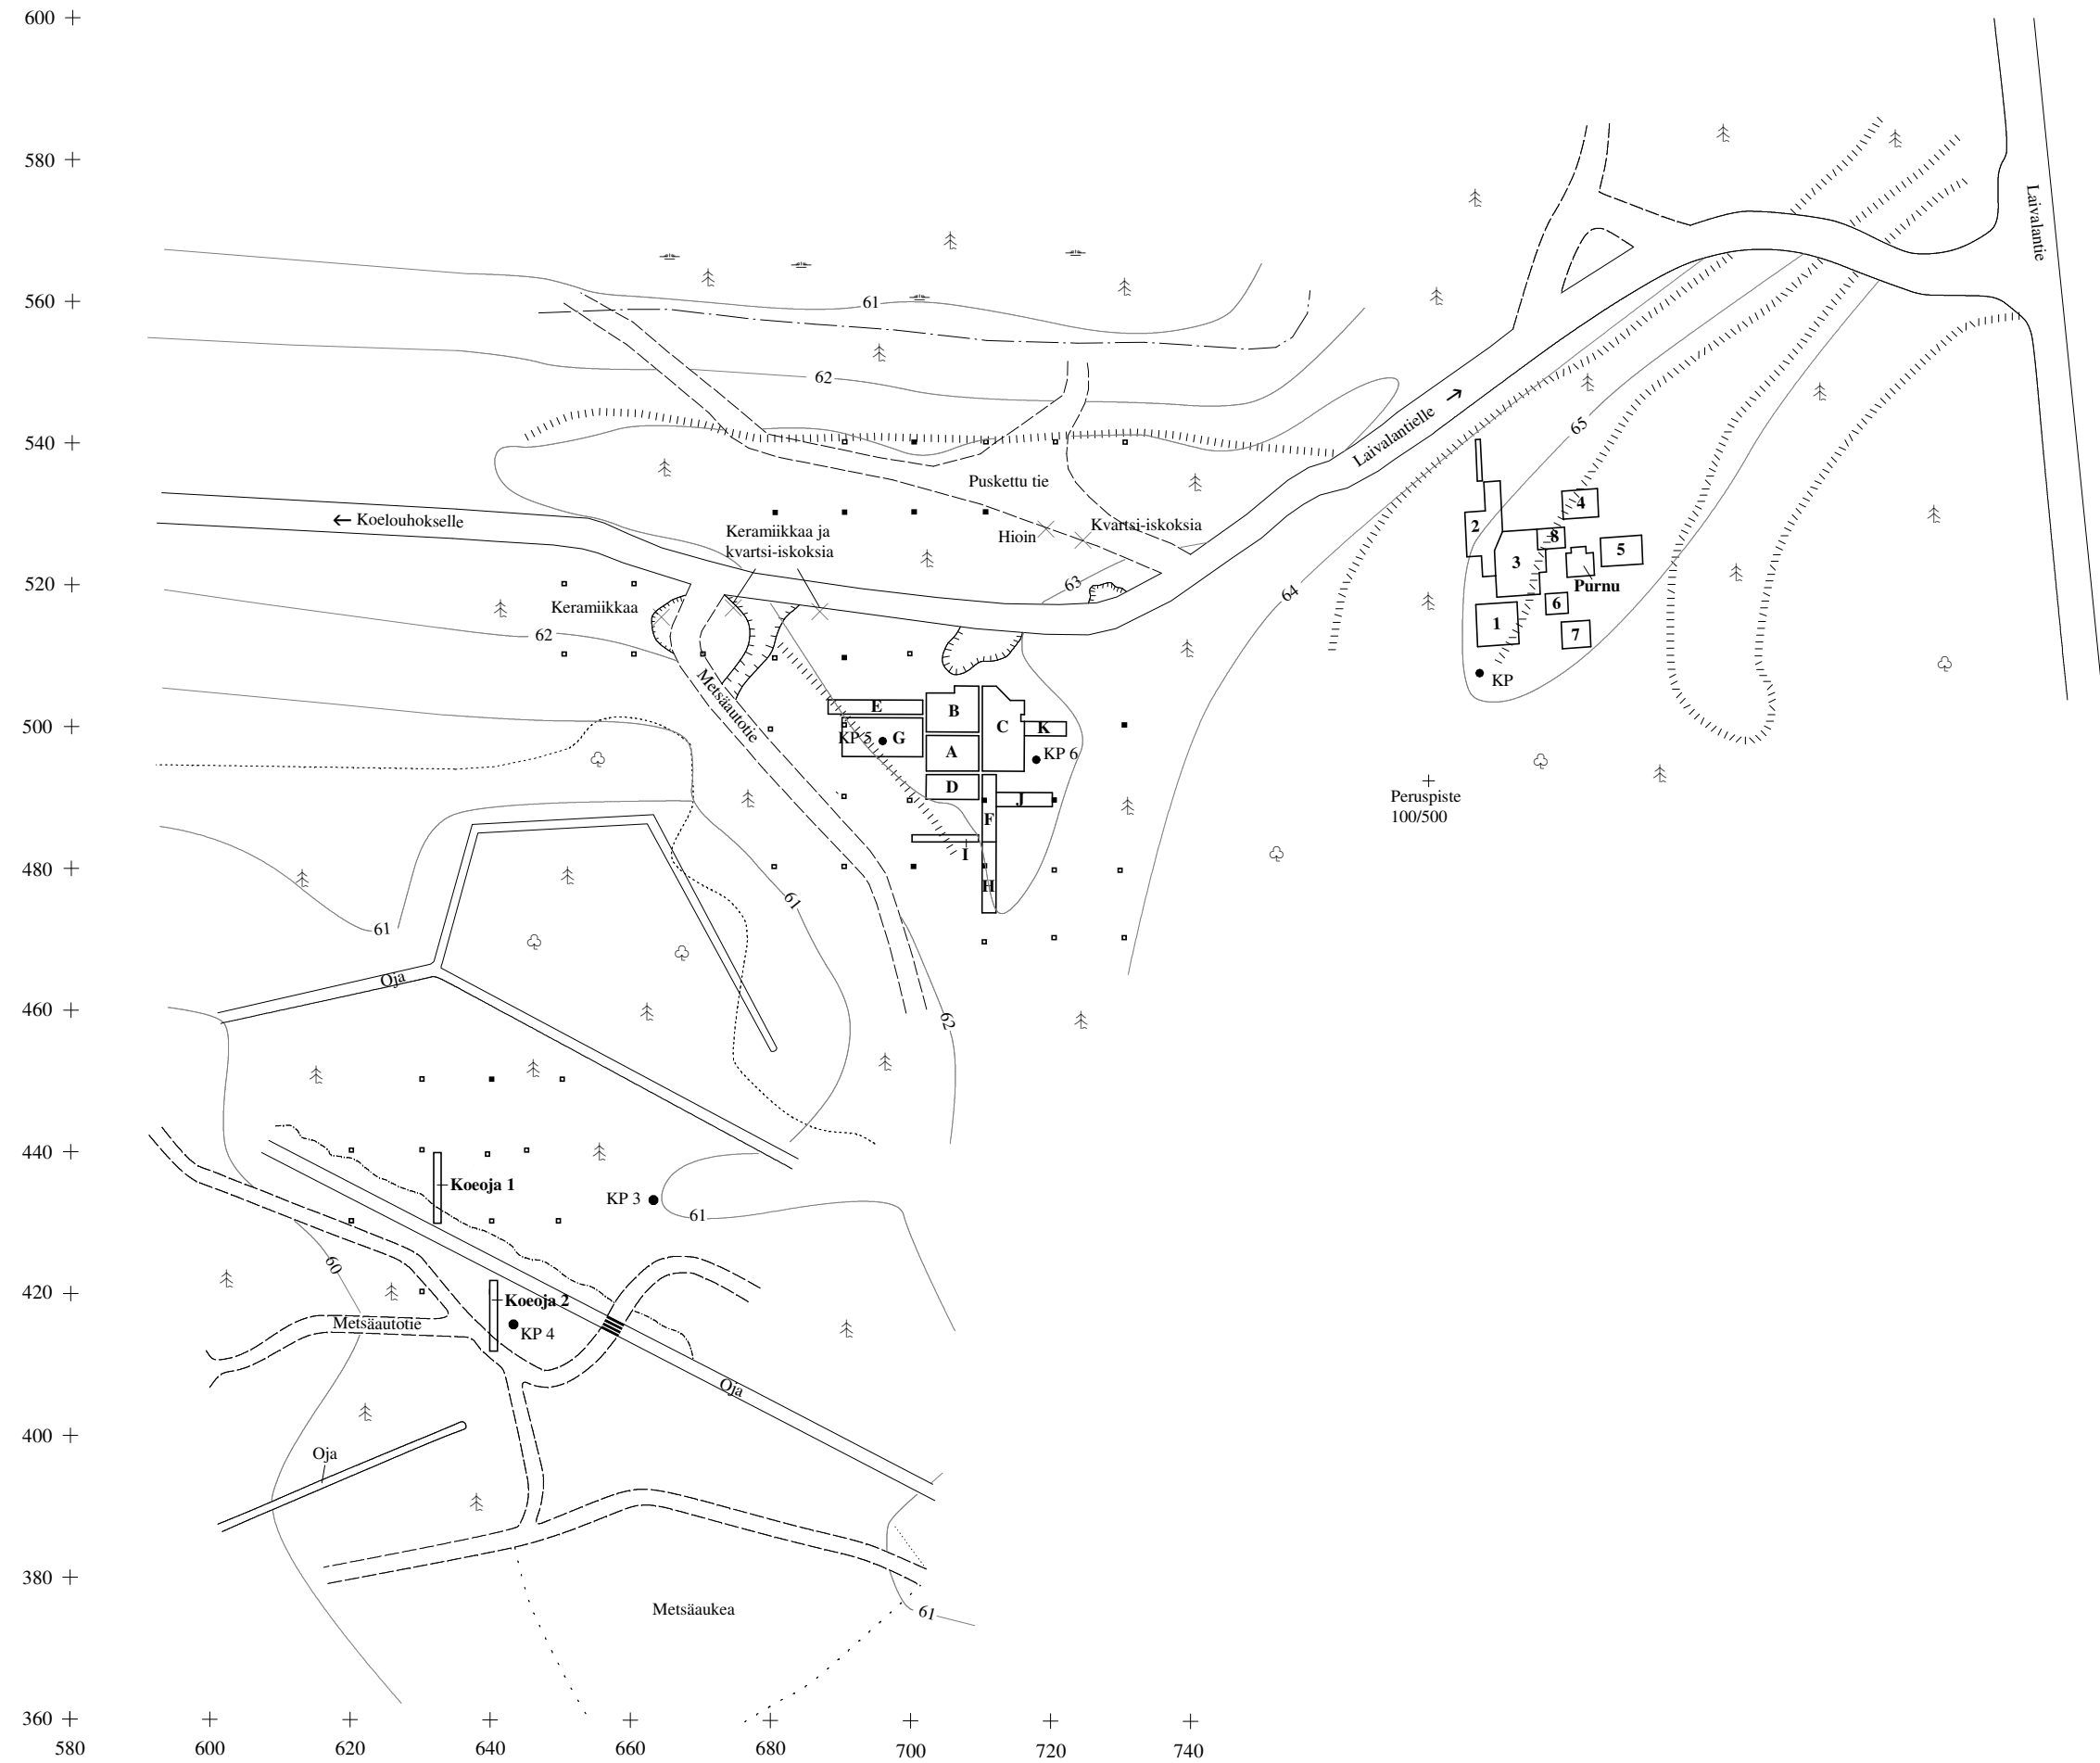 600
580
Laivalantie
560
61
62
540
65
Laivalantielle →
Puskettu tie
← Koelouhokselle
Keramiikkaa ja
kvartsi-iskoksia
Hioin
Kvartsi-iskoksia
4
2
8
3
5
Purnu
520
63
64
Keramiikkaa
6
1
7
62
Metsäautotie
KP
500
E
B
C
K
KP 5
G
A
KP 6
D
J
Peruspiste
100/500
F
I
480
H
61
61
Oja
460
62
440
Koeoja 1
KP 3
61
60
420
Koeoja 2
Metsäautotie
KP 4
Oja
400
Oja
380
Metsäaukea
61
360
580
600
620
640
660
680
700
720
740